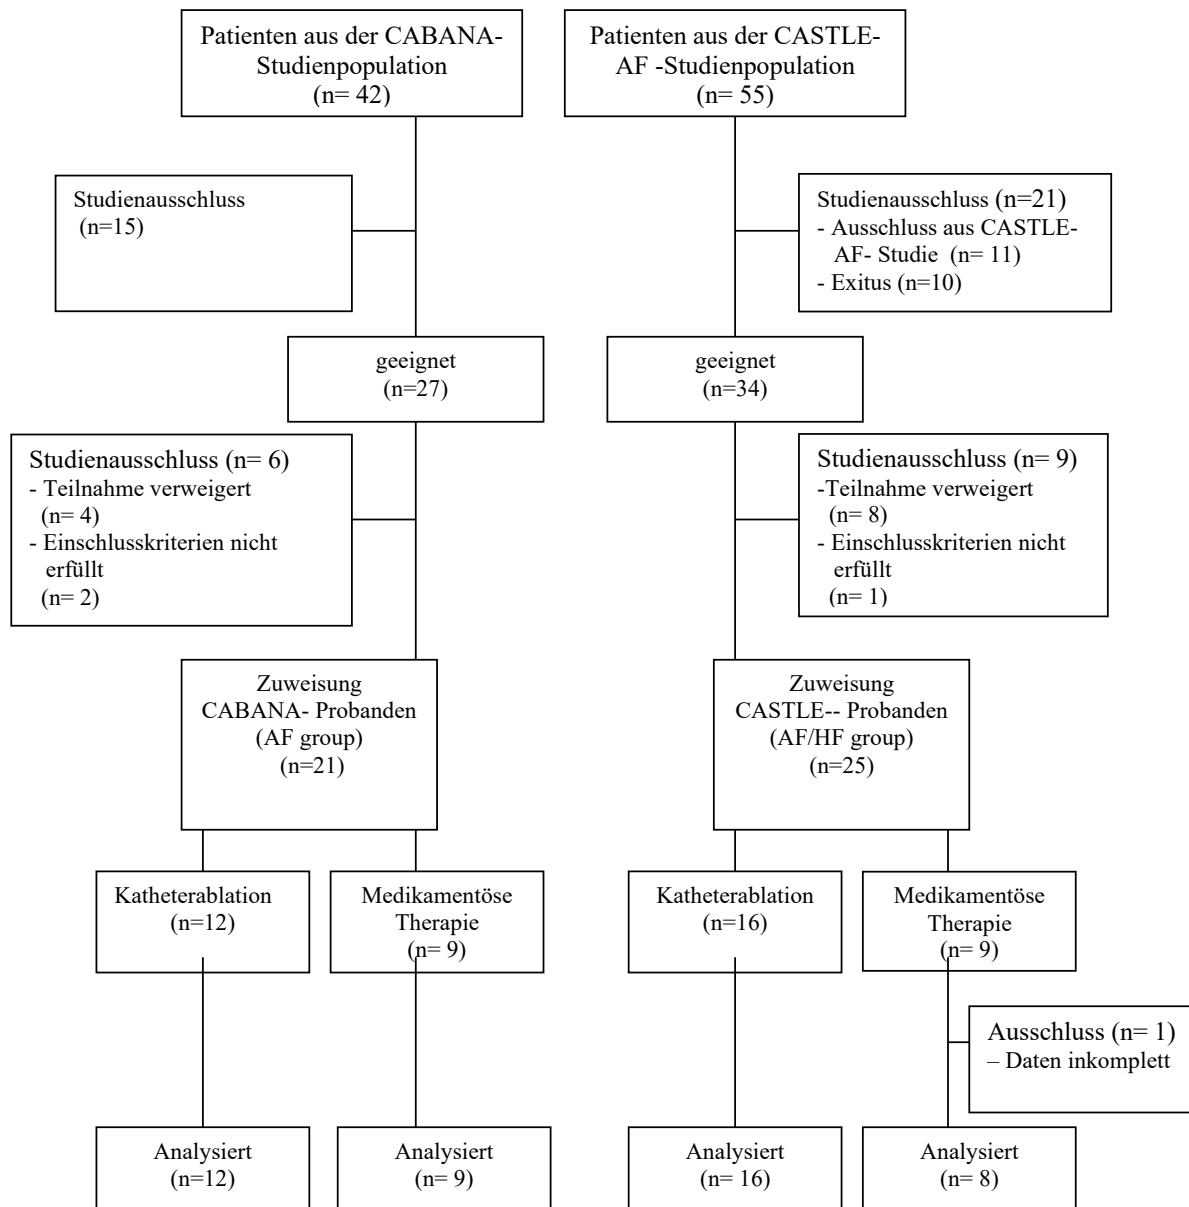 Patienten aus der CABANA-
Studienpopulation
(n= 42)
Patienten aus der CASTLE-
AF -Studienpopulation
(n= 55)
Studienausschluss
(n=15)
Studienausschluss (n=21)
- Ausschluss aus CASTLE-
AF- Studie (n= 11)
- Exitus (n=10)
geeignet
(n=27)
geeignet
(n=34)
Studienausschluss (n= 6)
- Teilnahme verweigert
(n= 4)
- Einschlusskriterien nicht
erfüllt
(n= 2)
Studienausschluss (n= 9)
-Teilnahme verweigert
(n= 8)
- Einschlusskriterien nicht
erfüllt
(n= 1)
Zuweisung
CABANA- Probanden
(AF group)
(n=21)
Zuweisung
CASTLE-- Probanden
(AF/HF group)
(n=25)
Katheterablation
(n=12)
Medikamentöse
Therapie
(n= 9)
Katheterablation
(n=16)
Medikamentöse
Therapie
(n= 9)
Ausschluss (n= 1)
– Daten inkomplett
Analysiert
(n=12)
Analysiert
(n= 9)
Analysiert
(n= 16)
Analysiert
(n= 8)